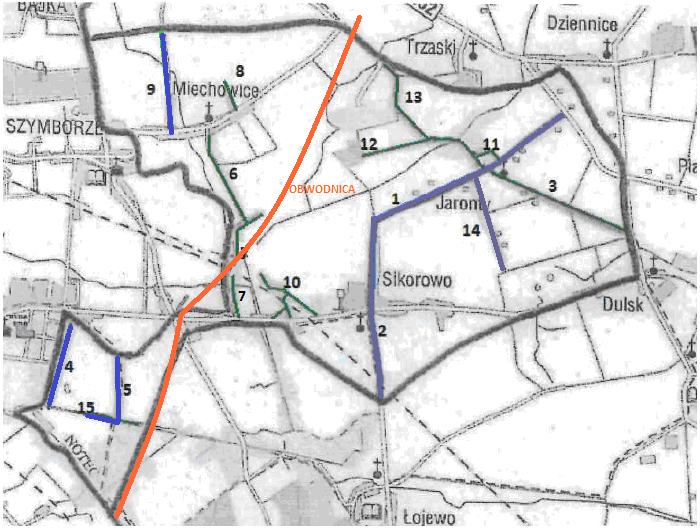 BAJKA
Dziennice
Trzaski
8
9
Miechowice
13
SZYMBORZE
12
11
6
OBWODNICA
1
3
Jaronty
14
10
Sikorowo
7
Dulsk
2
4
5
15
NOTEĆ
Łojewo